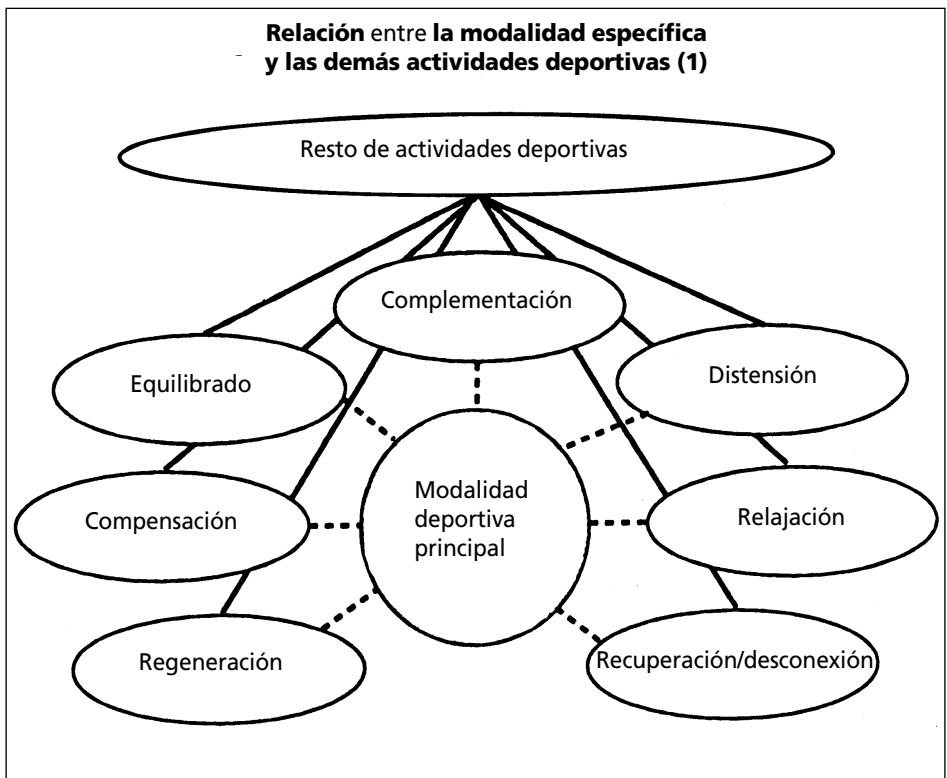 Relación entre la modalidad específica
y las demás actividades deportivas (1)
Resto de actividades deportivas
Complementación
Equilibrado
Distensión
Compensación
Modalidad
deportiva
principal
Relajación
Regeneración
Recuperación/desconexión